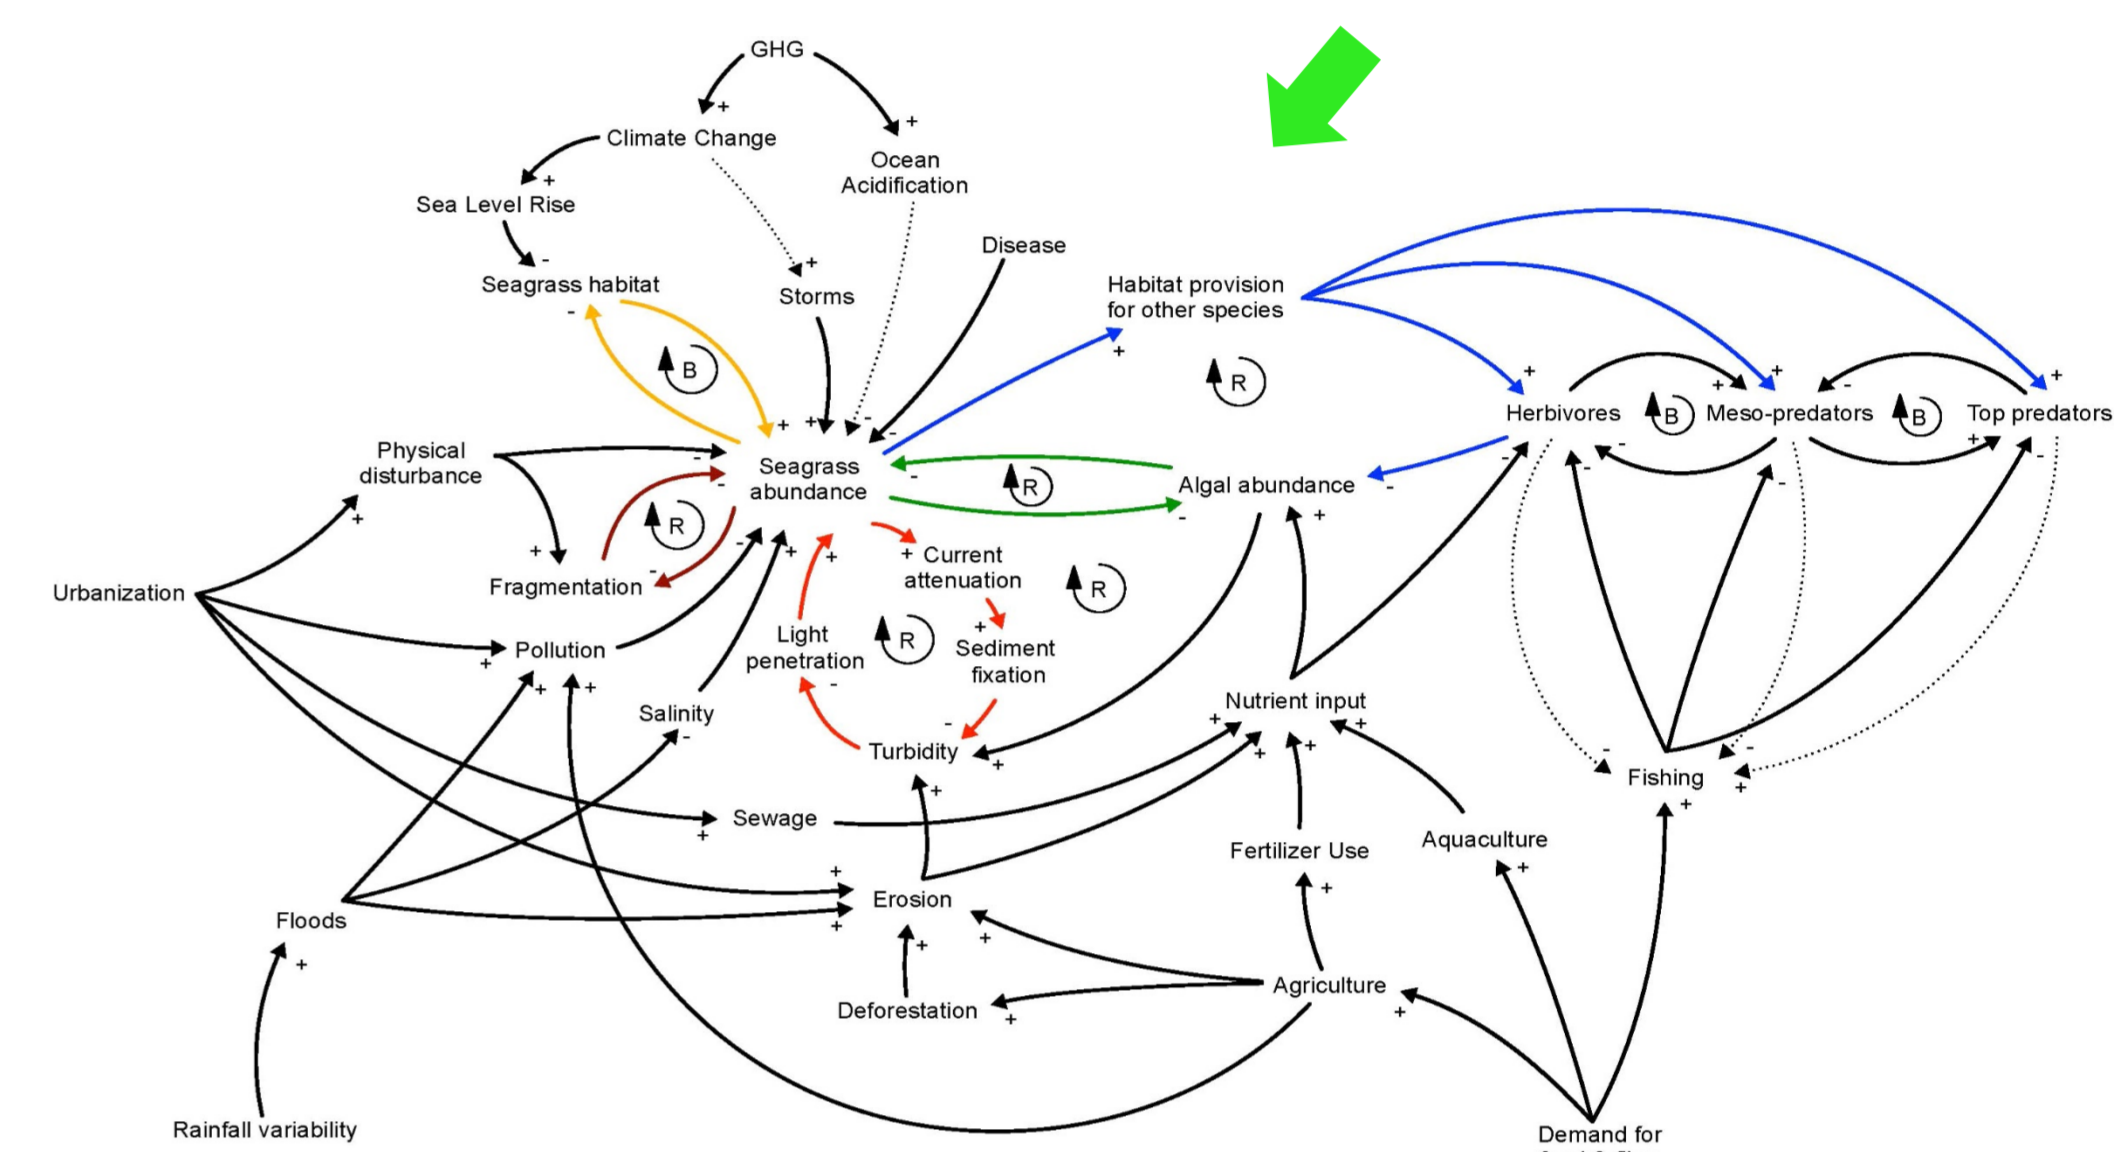 GHG
+
+
Climate Change
Ocean
Acidification
+
Sea Level Rise
-
Seagrass habitat
-
+
Storms
Disease
Habitat provision
for other species
+
B
R
+
+
-
-
+
+
+
+
-
Herbivores
B
Meso-predators
B
Top predators
-
+
-
-
-
-
Physical
disturbance
-
-
+
Seagrass
abundance
-
R
-
Algal abundance
-
+
R
+
-
Fragmentation
-
+
+
+
Current
attenuation
R
Urbanization
Pollution
+
+
+
Light
penetration
-
R
+
Sediment
fixation
-
Salinity
-
Nutrient input
+
+
+
+
Turbidity
+
-
-
+
Fishing
+
+
Sewage
+
Fertilizer Use
+
Aquaculture
+
+
Erosion
+
+
+
Floods
+
Deforestation
+
Agriculture
+
Rainfall variability
Demand for